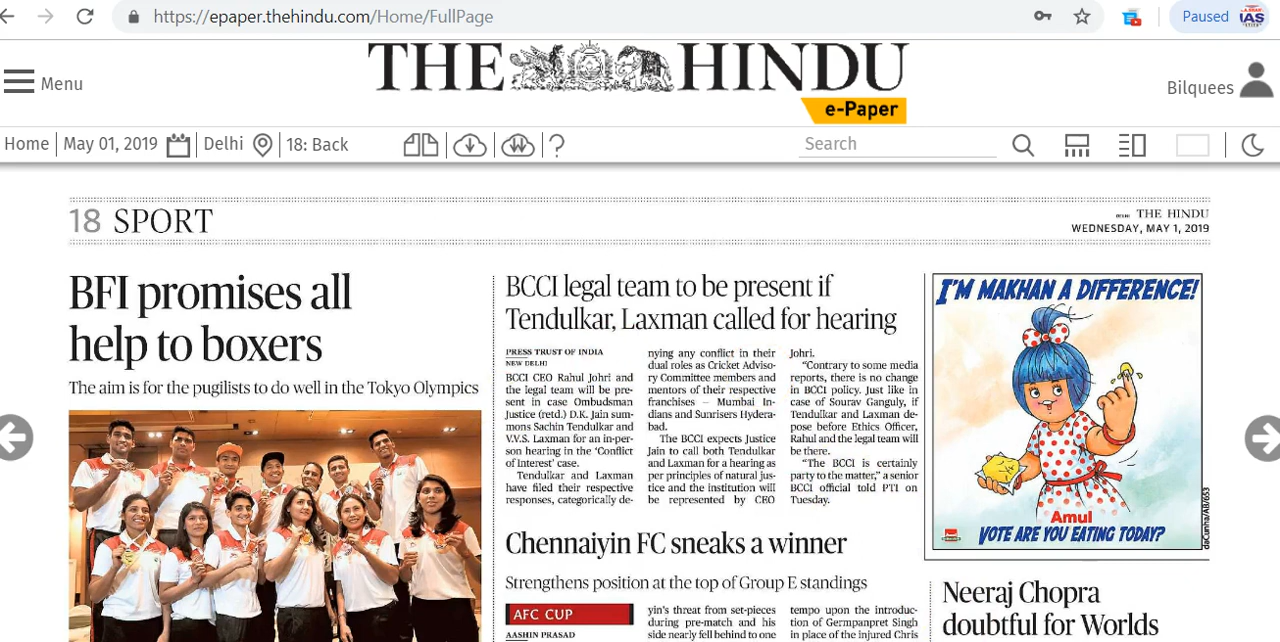 https://epaper.thehindu.com/Home/FullPage
Paused
IAS
THE HINDU
e-Paper
Menu
Bilquees
Home
May 01, 2019
Delhi
18: Back
?
Search
18 SPORT
THE HINDU
WEDNESDAY, MAY 1, 2019
BFI promises all
help to boxers
The aim is for the pugilists to do well in the Tokyo Olympics
BCCI legal team to be present if
Tendulkar, Laxman called for hearing
PRESS TRUST OF INDIA
NEW DELHI
BCCI CEO Rahul Johri and
the legal team will be pre-
sent in case Ombudsman
Justice (retd.) D.K. Jain sum-
mons Sachin Tendulkar and
V.V.S. Laxman for an in-per-
son hearing in the ‘Conflict
of Interest’ case.
Tendulkar and Laxman
have filed their respective
responses, categorically de-
nying any conflict in their
dual roles as Cricket Adviso-
ry Committee members and
mentors of their respective
franchises – Mumbai In-
dians and Sunrisers Hydera-
bad.
The BCCI expects Justice
Jain to call both Tendulkar
and Laxman for a hearing as
per principles of natural jus-
tice and the institution will
be represented by CEO
Johri.
“Contrary to some media
reports, there is no change
in BCCI policy. Just like in
case of Sourav Ganguly, if
Tendulkar and Laxman de-
pose before Ethics Officer,
Rahul and the legal team will
be there.
“The BCCI is certainly
party to the matter,” a senior
BCCI official told PTI on
Tuesday.
Chennaiyin FC sneaks a winner
Strengthens position at the top of Group E standings
AFC CUP
AASHIN PRASAD
yin’s threat from set-pieces
during pre-match and his
side nearly fell behind to one
tempo upon the introduc-
tion of Germpanpret Singh
in place of the injured Chris
I'M MAKHAN A DIFFERENCE!
Amul
VOTE ARE YOU EATING TODAY?
daCunha/AB/653
Neeraj Chopra
doubtful for Worlds